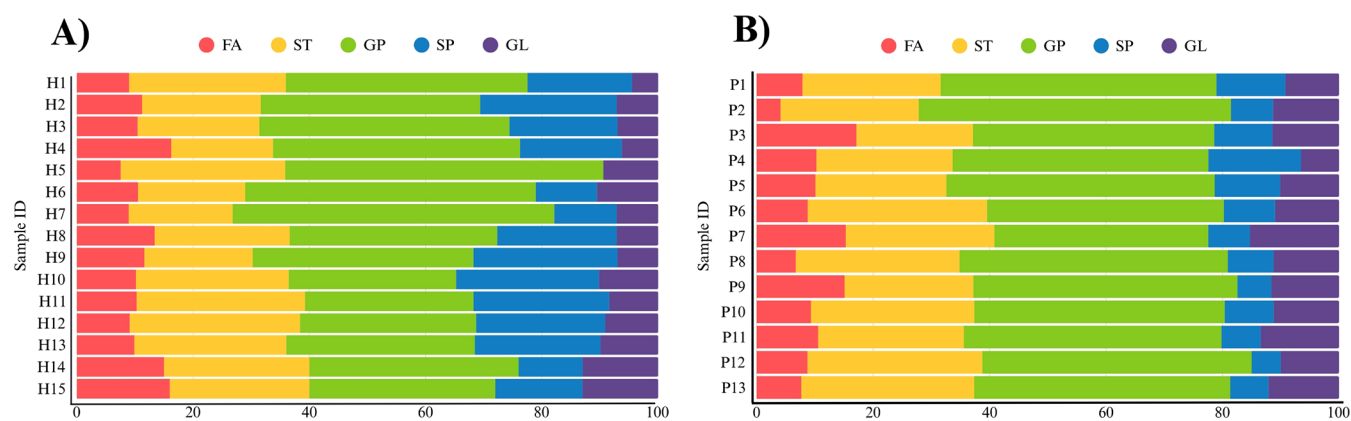 A)
FA ST GP SP GL
Sample ID
H1
H2
H3
H4
H5
H6
H7
H8
H9
H10
H11
H12
H13
H14
H15
0 20 40 60 80 100
B)
FA ST GP SP GL
Sample ID
P1
P2
P3
P4
P5
P6
P7
P8
P9
P10
P11
P12
P13
0 20 40 60 80 100